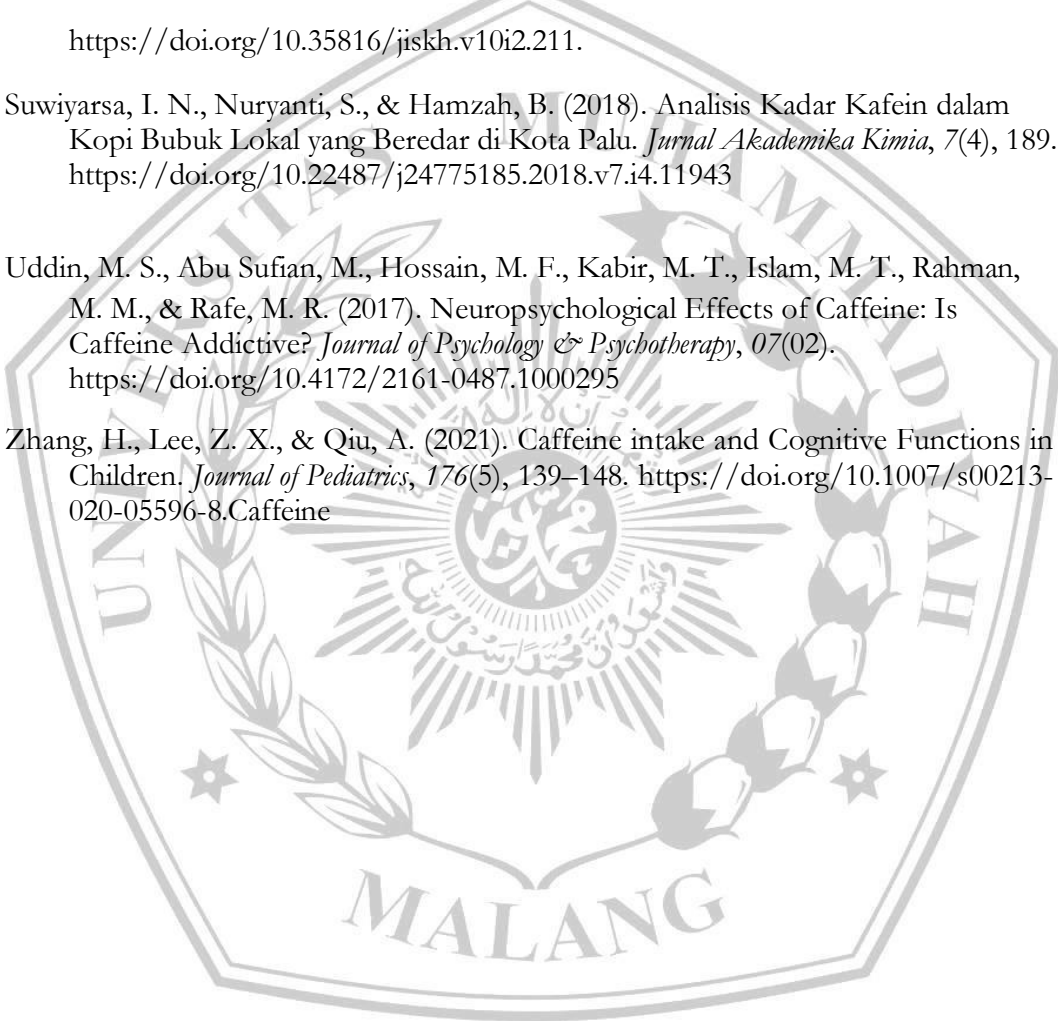 https://doi.org/10.35816/jiskh.v10i2.211.
Suwiyarsa, I. N., Nuryanti, S., & Hamzah, B. (2018). Analisis Kadar Kafein dalam
Kopi Bubuk Lokal yang Beredar di Kota Palu. Jurnal Akademika Kimia, 7(4), 189.
https://doi.org/10.22487/j24775185.2018.v7.i4.11943
Uddin, M. S., Abu Sufian, M., Hossain, M. F., Kabir, M. T., Islam, M. T., Rahman,
M. M., & Rafe, M. R. (2017). Neuropsychological Effects of Caffeine: Is
Caffeine Addictive? Journal of Psychology & Psychotherapy, 07(02).
https://doi.org/10.4172/2161-0487.1000295
Zhang, H., Lee, Z. X., & Qiu, A. (2021). Caffeine intake and Cognitive Functions in
Children. Journal of Pediatrics, 176(5), 139–148. https://doi.org/10.1007/s00213-
020-05596-8.Caffeine
UNIVERSITAS MUHAMMADIYAH
MALANG